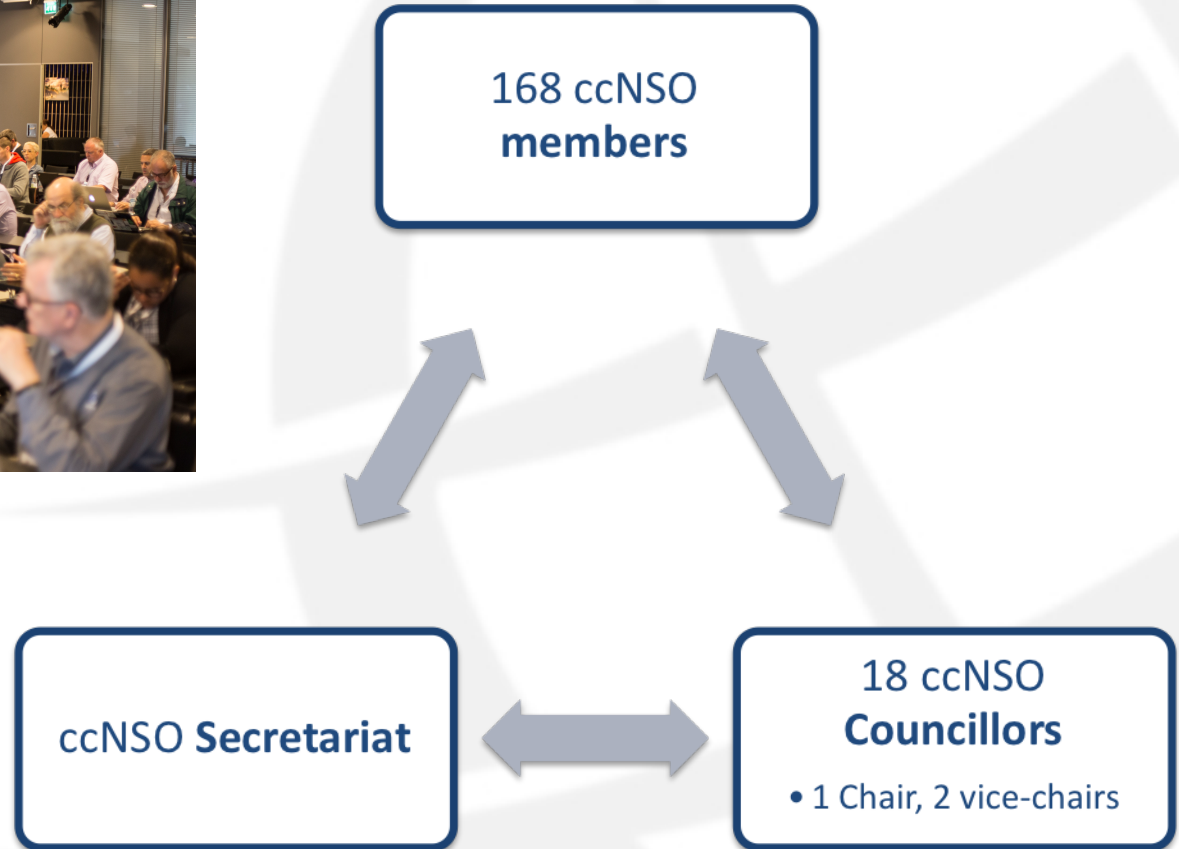 168 ccNSO
members
ccNSO Secretariat
18 ccNSO
Councillors
• 1 Chair, 2 vice-chairs